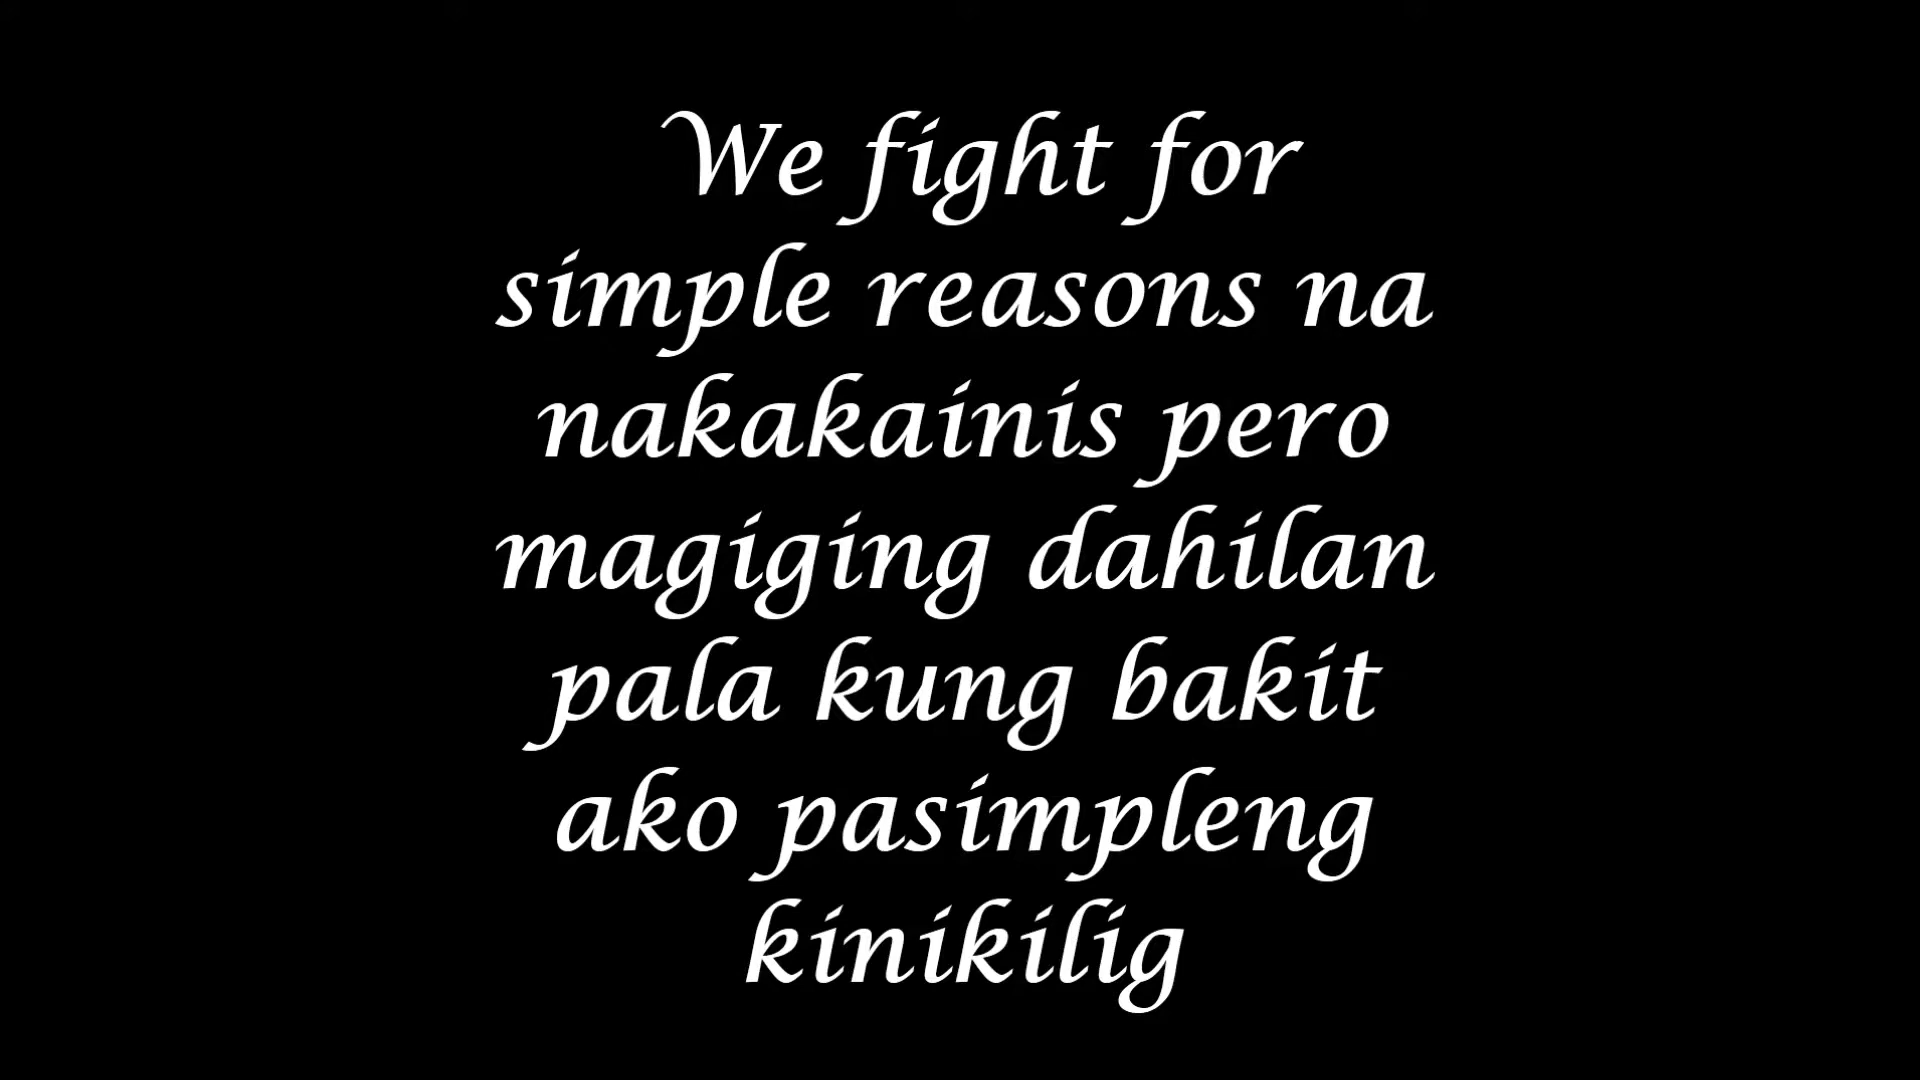 We fight for
simple reasons na
nakakainis pero
magiging dahilan
pala kung bakit
ako pasimpleng
kinikilig